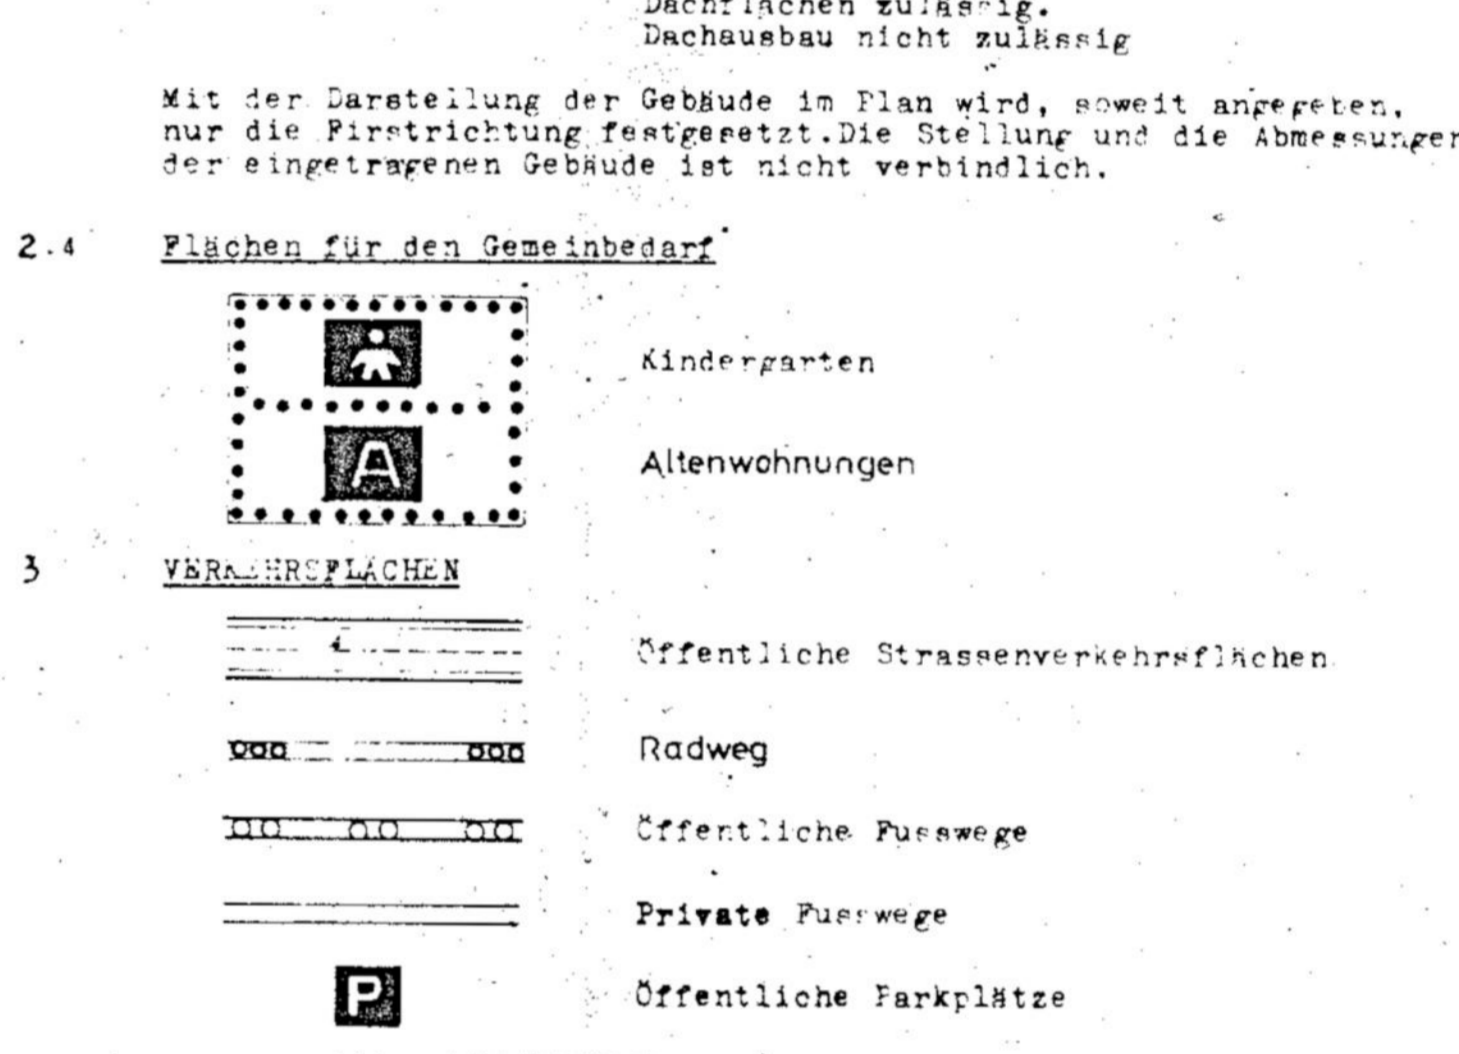 Dachflächen zulässig.
Dachausbau nicht zulässig
Mit der Darstellung der Gebäude im Plan wird, soweit angegeben,
nur die Firstrichtung festgesetzt. Die Stellung und die Abmessungen
der eingetragenen Gebäude ist nicht verbindlich.
2.4 Flächen für den Gemeinbedarf
Kindergarten
A Altenwohnungen
3 VERKEHRSFLÄCHEN
Öffentliche Strassenverkehrsflächen
Radweg
Öffentliche Fusswege
Private Fusswege
P Öffentliche Parkplätze